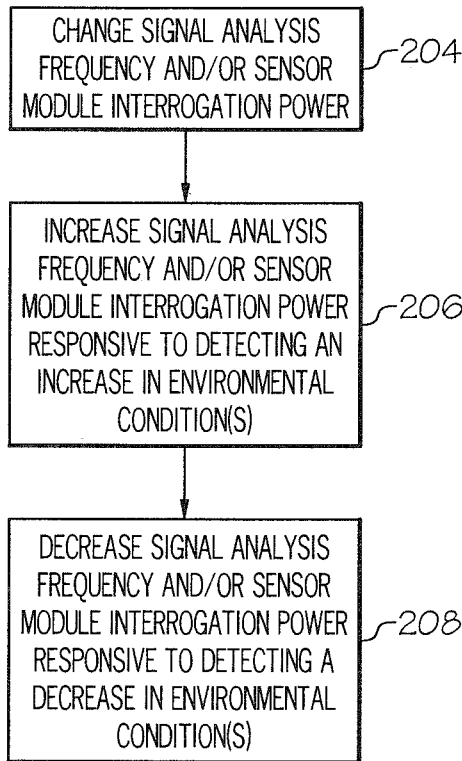 CHANGE SIGNAL ANALYSIS
FREQUENCY AND/OR SENSOR
MODULE INTERROGATION POWER
204
INCREASE SIGNAL ANALYSIS
FREQUENCY AND/OR SENSOR
MODULE INTERROGATION POWER
RESPONSIVE TO DETECTING AN
INCREASE IN ENVIRONMENTAL
CONDITION(S)
206
DECREASE SIGNAL ANALYSIS
FREQUENCY AND/OR SENSOR
MODULE INTERROGATION POWER
RESPONSIVE TO DETECTING A
DECREASE IN ENVIRONMENTAL
CONDITION(S)
208